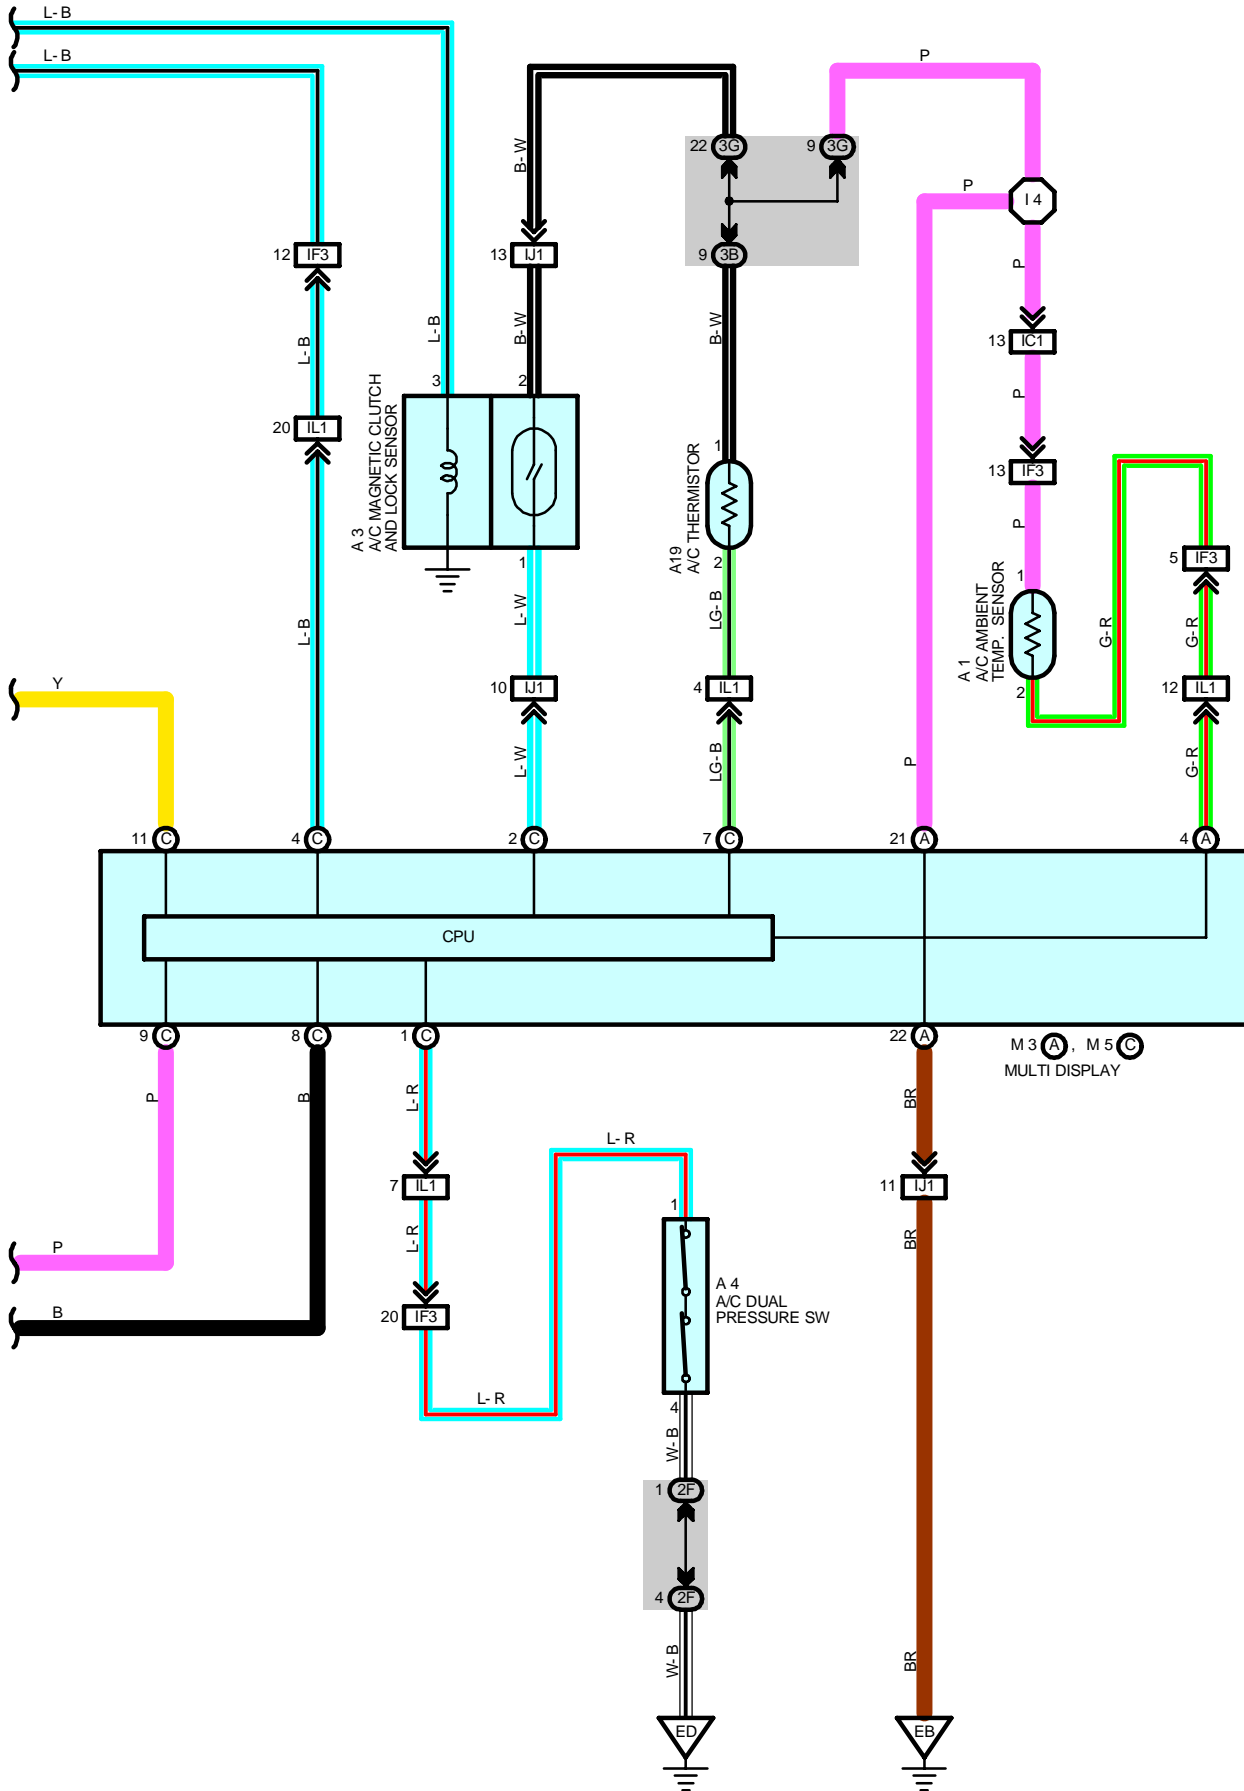 L- B
L- B
P
B- W
22 3G
9 3G
P
I 4
12 IF3
13 IJ1
9 3B
P
13 IC1
L- B
L- B
B- W
B- W
3
2
P
20 IL1
A 3
A/C MAGNETIC CLUTCH
AND LOCK SENSOR
1
A19
A/C THERMISTOR
13 IF3
P
1
2
5 IF3
1
A 1
A/C AMBIENT
TEMP. SENSOR
L- W
LG- B
G- R
G- R
L- B
Y
10 IJ1
4 IL1
2
12 IL1
L- W
LG- B
P
G- R
11 C
4 C
2 C
7 C
21 A
4 A
CPU
9 C
8 C
1 C
22 A
M 3 A , M 5 C
MULTI DISPLAY
P
B
L- R
BR
L- R
7 IL1
11 IJ1
1
L- R
BR
P
B
20 IF3
A 4
A/C DUAL
PRESSURE SW
L- R
4
W- B
1 2F
4 2F
W- B
BR
ED
EB